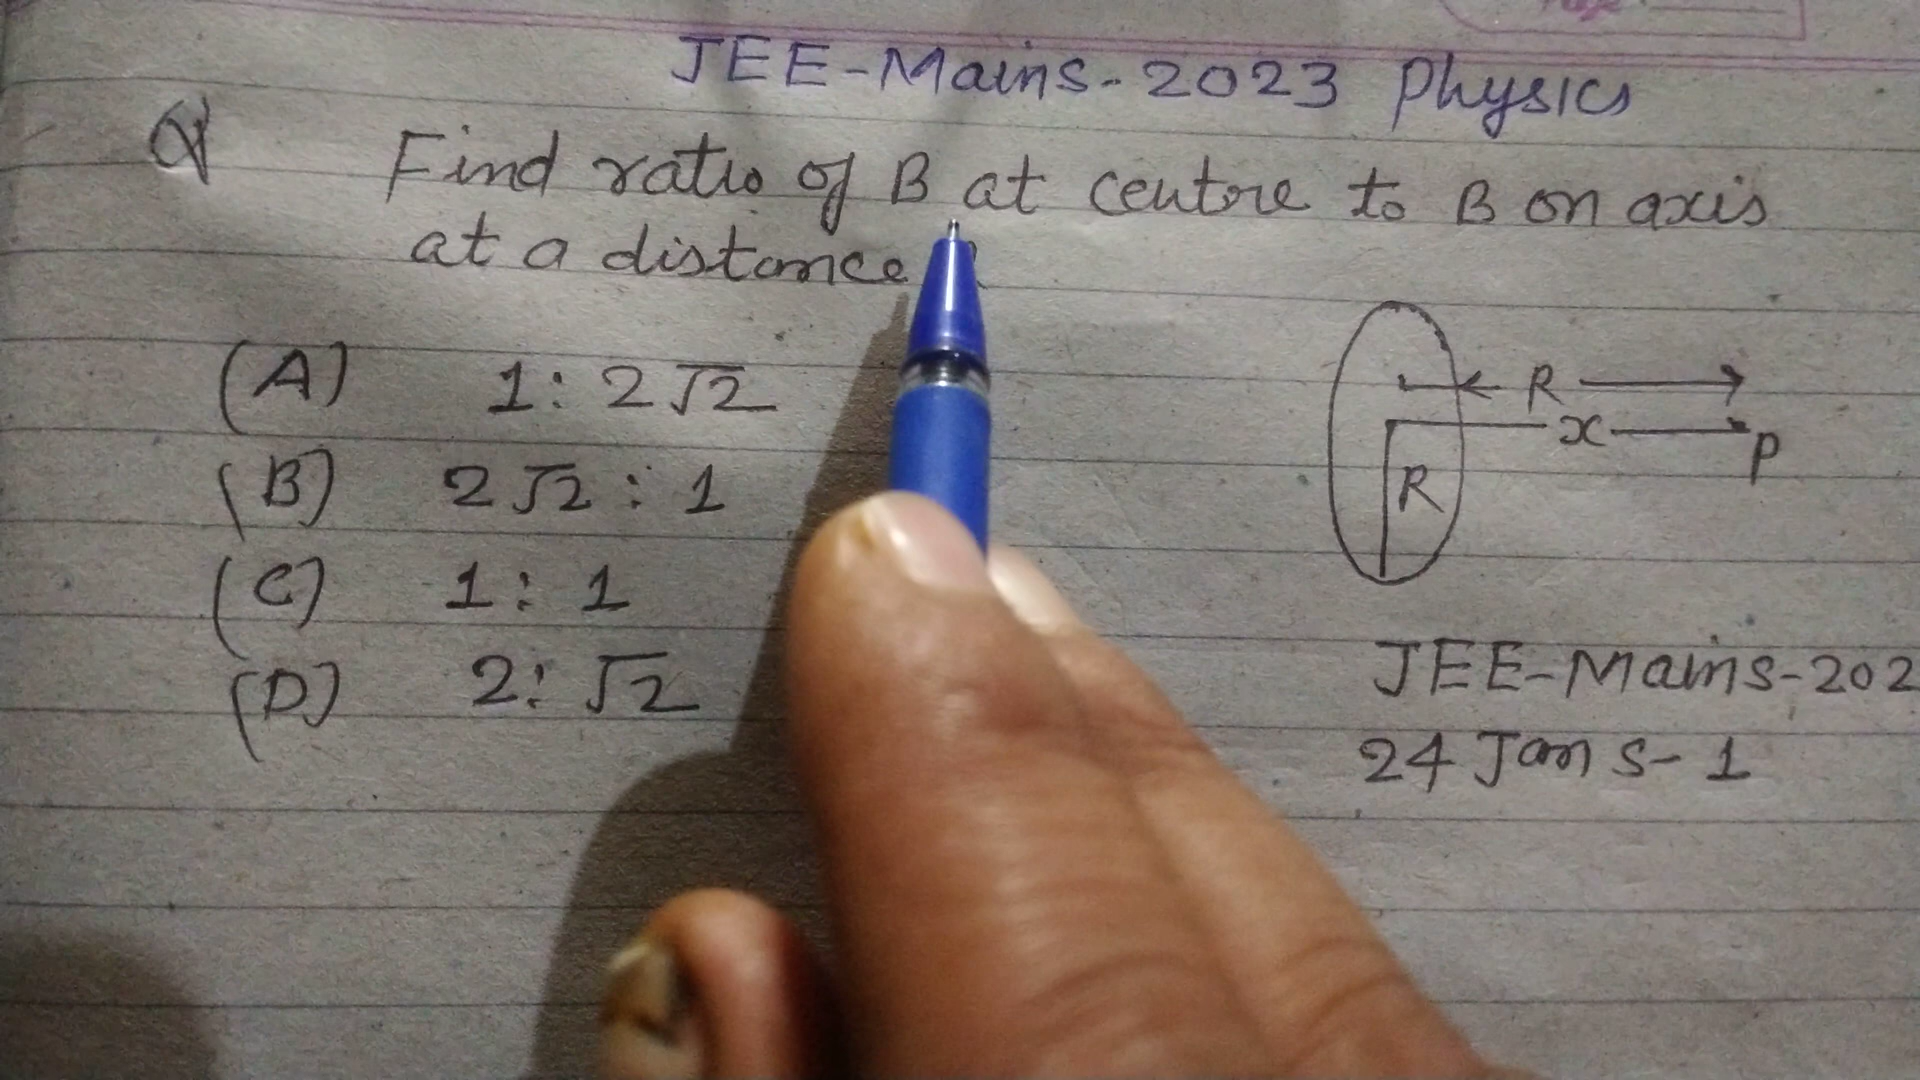 JEE-Mains-2023 Physics
Q Find ratio of B at centre to B on axis
at a distance
(A) 1 : 2√2
(B) 2√2 : 1
(C) 1 : 1
(D) 2 : √2
R
x
P
R
JEE-Mains-202
24 Jan S-1